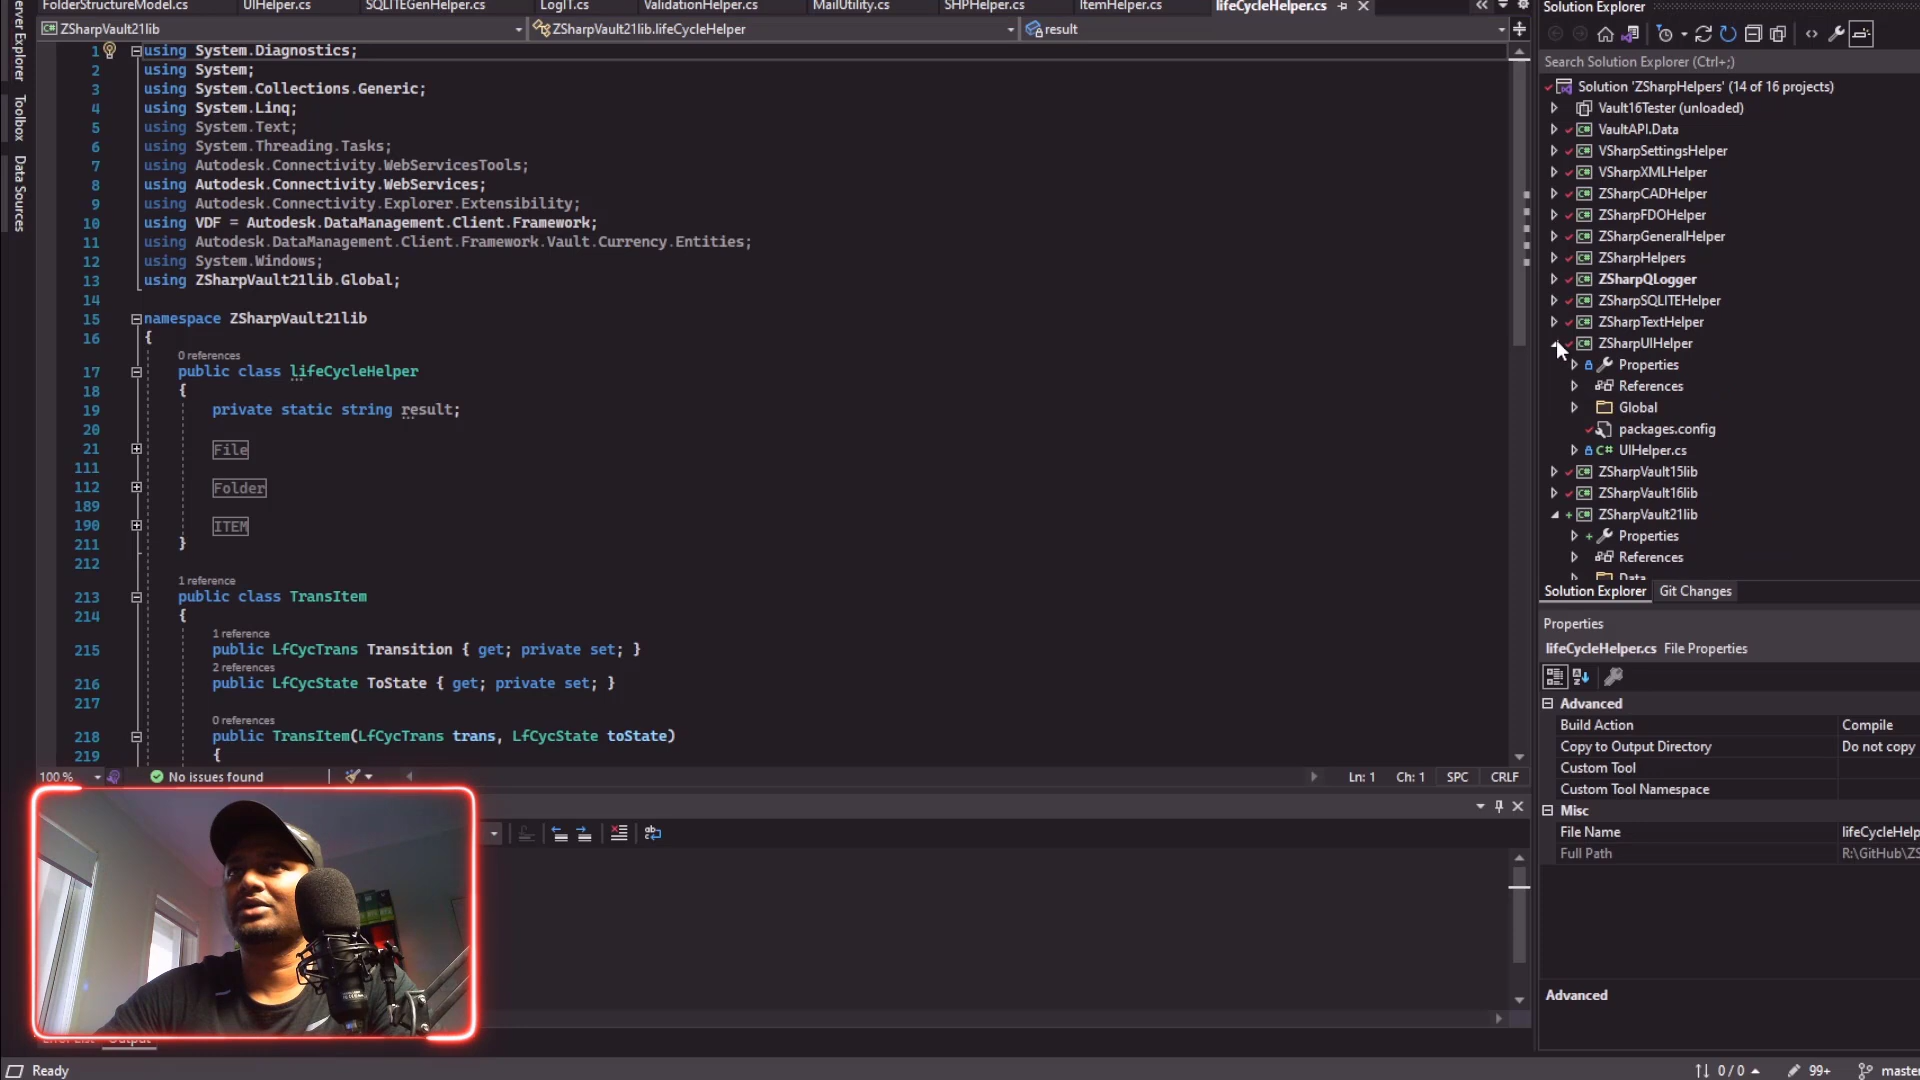 FolderStructureModel.cs UIHelper.cs SQLITEGenHelper.cs LogIT.cs ValidationHelper.cs MailUtility.cs SHPHelper.cs ItemHelper.cs lifeCycleHelper.cs
ZSharpVault21lib ZSharpVault21lib.lifeCycleHelper result
Server Explorer
Toolbox
Data Sources
1 using System.Diagnostics;
2 using System;
3 using System.Collections.Generic;
4 using System.Linq;
5 using System.Text;
6 using System.Threading.Tasks;
7 using Autodesk.Connectivity.WebServicesTools;
8 using Autodesk.Connectivity.WebServices;
9 using Autodesk.Connectivity.Explorer.Extensibility;
10 using VDF = Autodesk.DataManagement.Client.Framework;
11 using Autodesk.DataManagement.Client.Framework.Vault.Currency.Entities;
12 using System.Windows;
13 using ZSharpVault21lib.Global;
14
15 namespace ZSharpVault21lib
16 {
0 references
17 public class lifeCycleHelper
18 {
19 private static string result;
20
21 File
111
112 Folder
189
190 ITEM
211 }
212
1 reference
213 public class TransItem
214 {
1 reference
215 public LfCycTrans Transition { get; private set; }
2 references
216 public LfCycState ToState { get; private set; }
217
0 references
218 public TransItem(LfCycTrans trans, LfCycState toState)
219 {
100 % No issues found Ln: 1 Ch: 1 SPC CRLF
Output
Ready
Solution Explorer
Search Solution Explorer (Ctrl+;)
Solution 'ZSharpHelpers' (14 of 16 projects)
Vault16Tester (unloaded)
VaultAPI.Data
VSharpSettingsHelper
VSharpXMLHelper
ZSharpCADHelper
ZSharpFDOHelper
ZSharpGeneralHelper
ZSharpHelpers
ZSharpQLogger
ZSharpSQLITEHelper
ZSharpTextHelper
ZSharpUIHelper
Properties
References
Global
packages.config
C# UIHelper.cs
ZSharpVault15lib
ZSharpVault16lib
ZSharpVault21lib
Properties
References
Data
Solution Explorer Git Changes
Properties
lifeCycleHelper.cs File Properties
Advanced
Build Action Compile
Copy to Output Directory Do not copy
Custom Tool
Custom Tool Namespace
Misc
File Name lifeCycleHelp
Full Path R:\GitHub\ZS
Advanced
0 / 0 99+ master